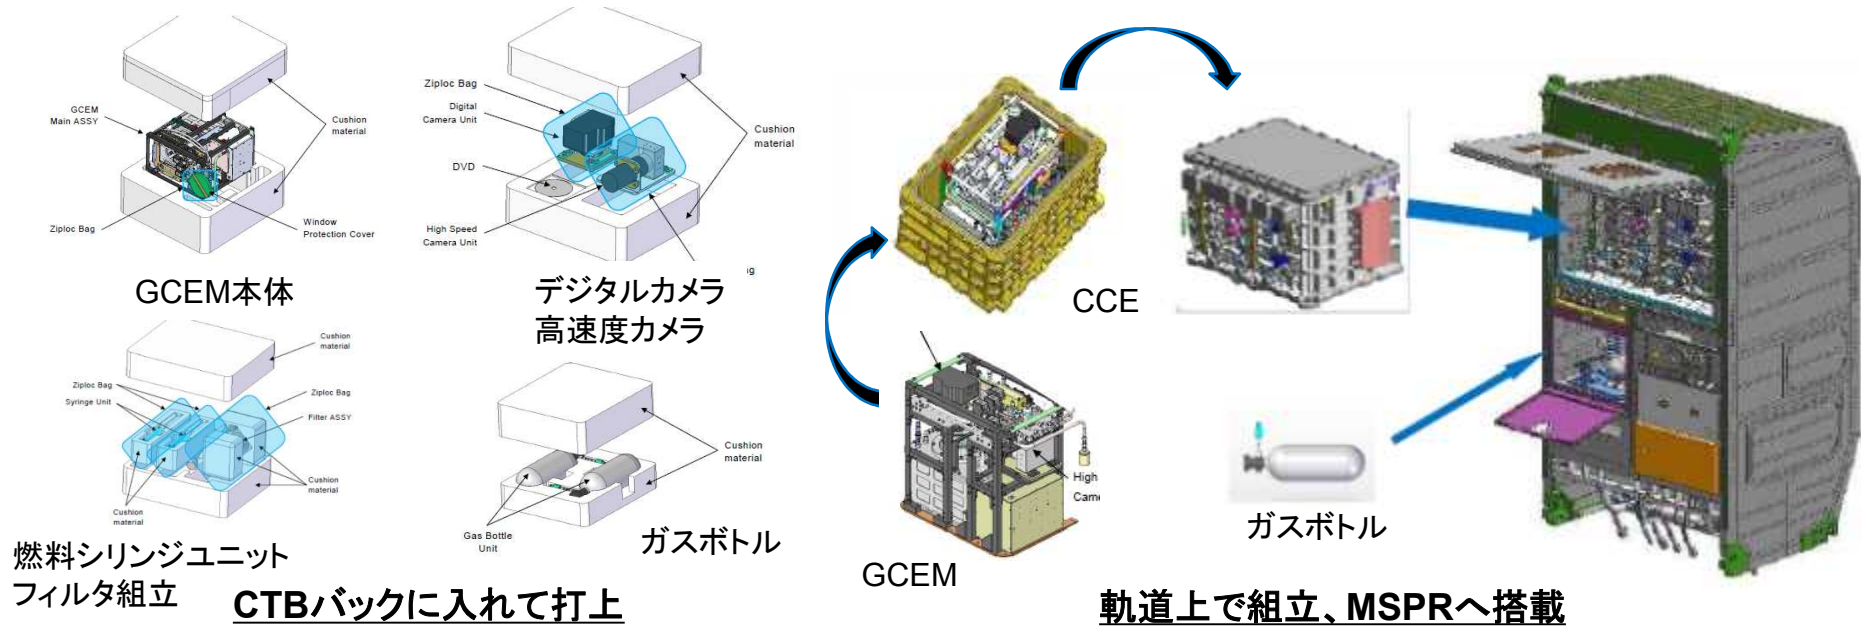 GCEM
Main ASSY
Cushion
material
Ziploc Bag
Window
Protection Cover
GCEM本体
Ziploc Bag
Digital
Camera Unit
DVD
High Speed
Camera Unit
Cushion
material
デジタルカメラ
高速度カメラ
Cushion
material
Ziploc Bag
Syringe Unit
Ziploc Bag
Filter ASSY
Cushion
material
Cushion
material
燃料シリンジユニット
フィルタ組立
Cushion
material
Gas Bottle
Unit
ガスボトル
CTBバックに入れて打上
CCE
High
GCEM
ガスボトル
軌道上で組立、MSPRへ搭載